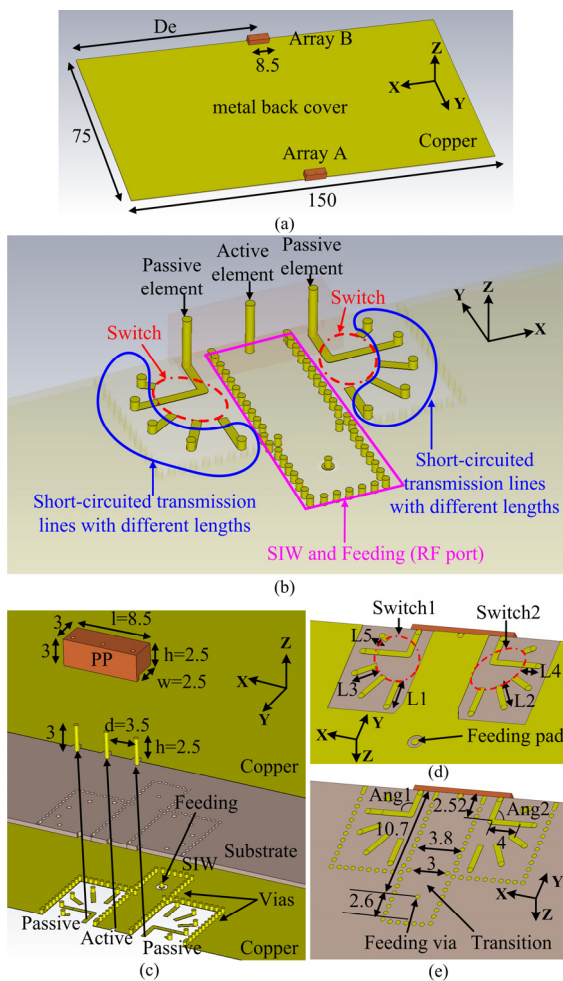 De
Array B
8.5
Z
X
Y
metal back cover
75
Copper
Array A
150
(a)
Passive element
Active element
Passive element
Switch
Switch
Z
Y
X
Short-circuited transmission lines with different lengths
Short-circuited transmission lines with different lengths
SIW and Feeding (RF port)
(b)
3
l=8.5
3
PP
h=2.5
w=2.5
Z
X
Y
3
d=3.5
h=2.5
Copper
Feeding
Substrate
SIW
Vias
Passive
Active
Passive
Copper
(c)
Switch1
Switch2
L5
L3
L1
L4
L2
Y
X
Z
Feeding pad
(d)
Ang1
2.52
Ang2
10.7
3.8
4
3
2.6
Y
X
Z
Feeding via
Transition
(e)